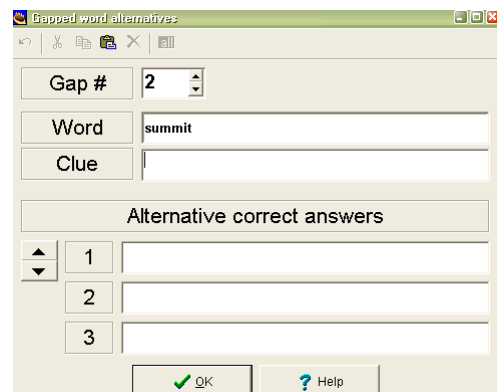 Gapped word alternatives
all
Gap # 2
Word summit
Clue
Alternative correct answers
1
2
3
OK Help